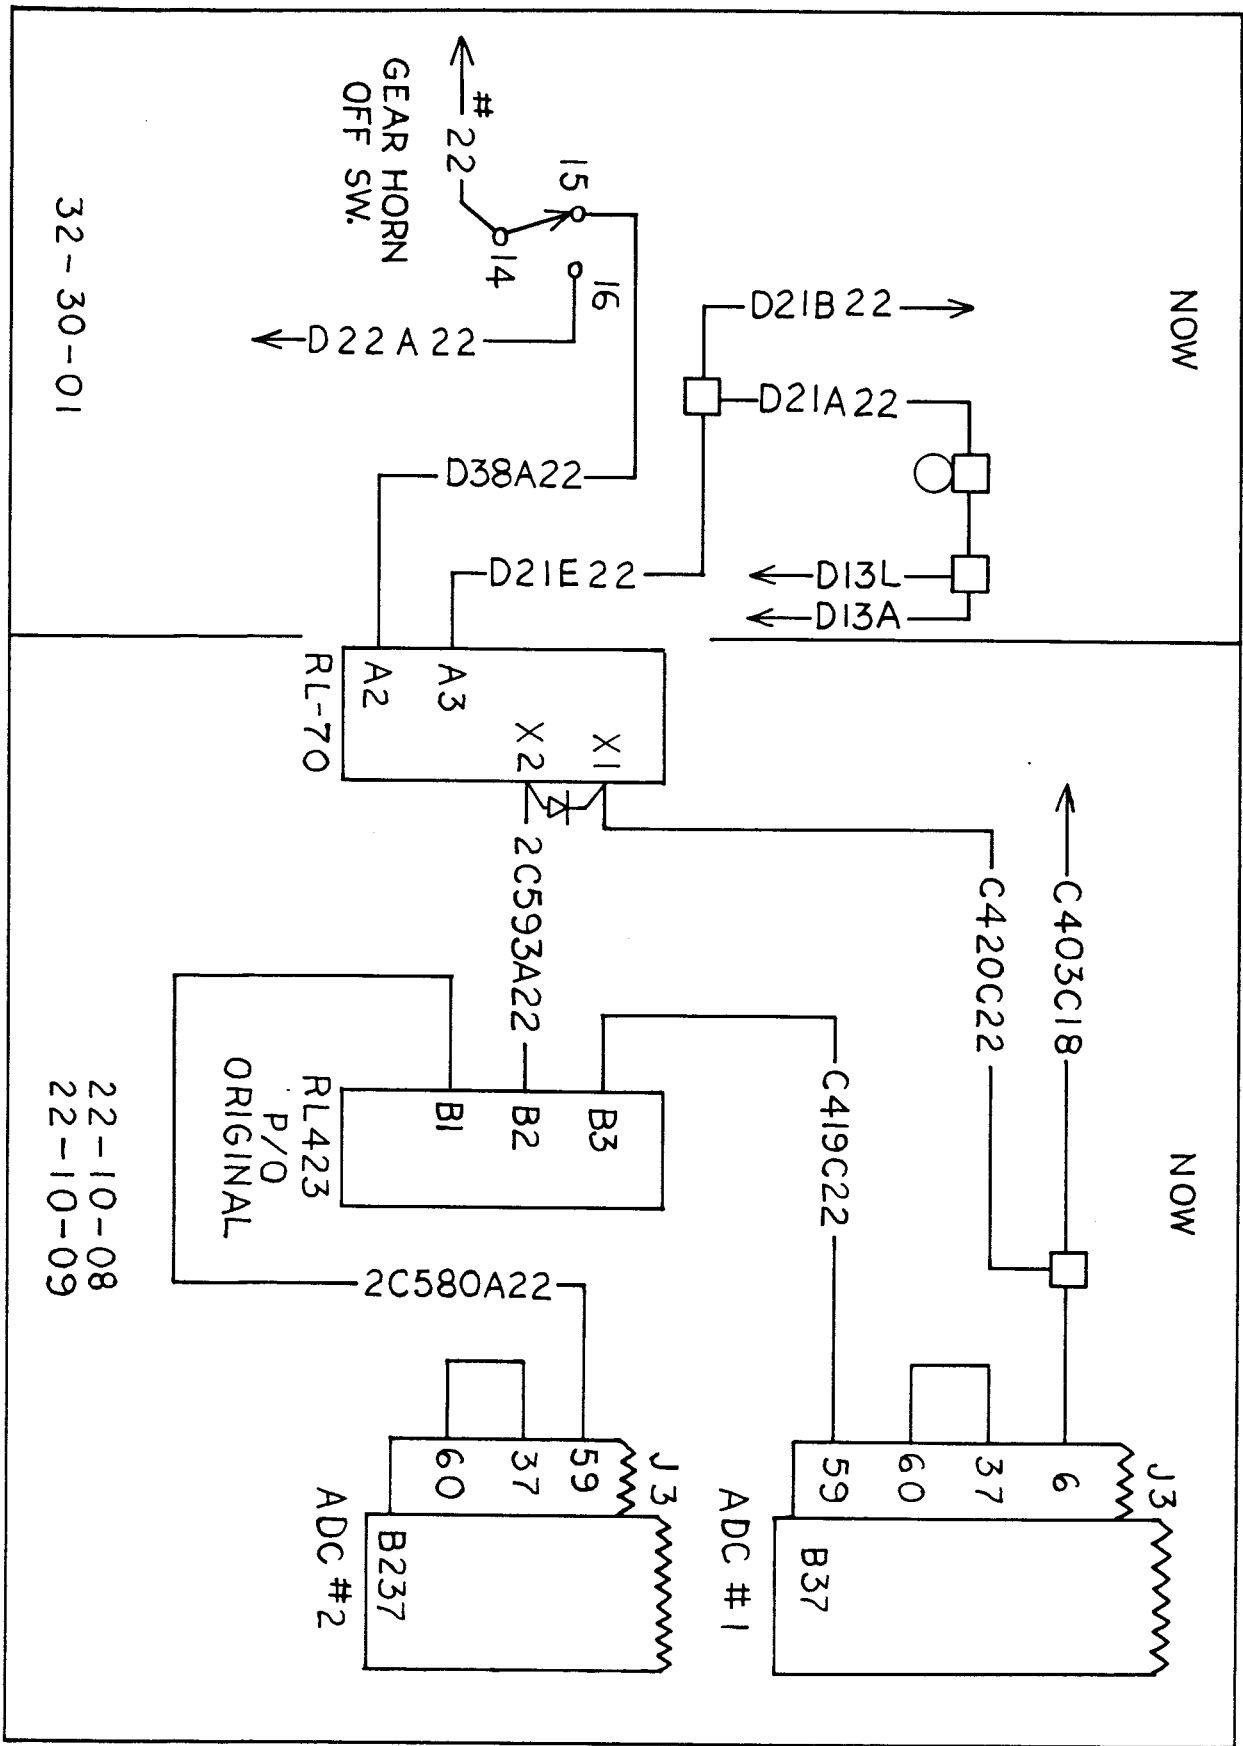 NOW
D21B22
D21A22
D13L
D13A
15
16
14
# 22
GEAR HORN
OFF SW.
D22A22
D38A22
D21E22
32-30-01
NOW
C403C18
C420C22
X1
X2
A3
A2
RL-70
2C593A22
C419C22
B3
B2
B1
RL423
P/O
ORIGINAL
2C580A22
J3
6
37
60
59
B37
ADC #1
J3
59
37
60
B237
ADC #2
22-10-08
22-10-09